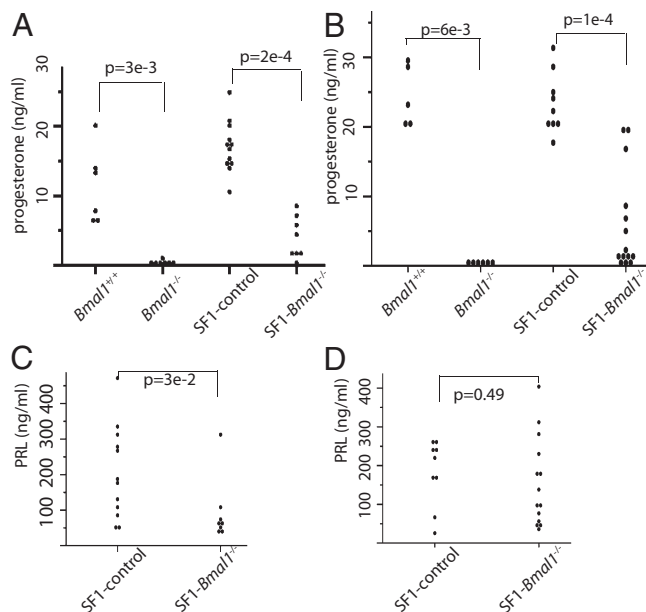 A
B
p=3e-3
p=2e-4
p=6e-3
p=1e-4
progesterone (ng/ml)
30
20
10
Bmal1+/+
Bmal1-/-
SF1-control
SF1-Bmal1-/-
progesterone (ng/ml)
30
20
10
Bmal1+/+
Bmal1-/-
SF1-control
SF1-Bmal1-/-
C
D
p=3e-2
p=0.49
PRL (ng/ml)
400
300
200
100
SF1-control
SF1-Bmal1-/-
PRL (ng/ml)
400
300
200
100
SF1-control
SF1-Bmal1-/-